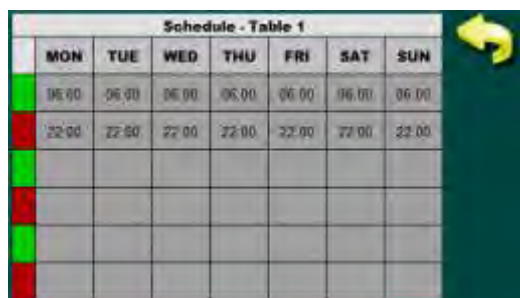 Schedule - Table 1
MON TUE WED THU FRI SAT SUN
06:00 06:00 06:00 06:00 06:00 06:00 06:00
22:00 22:00 22:00 22:00 22:00 22:00 22:00